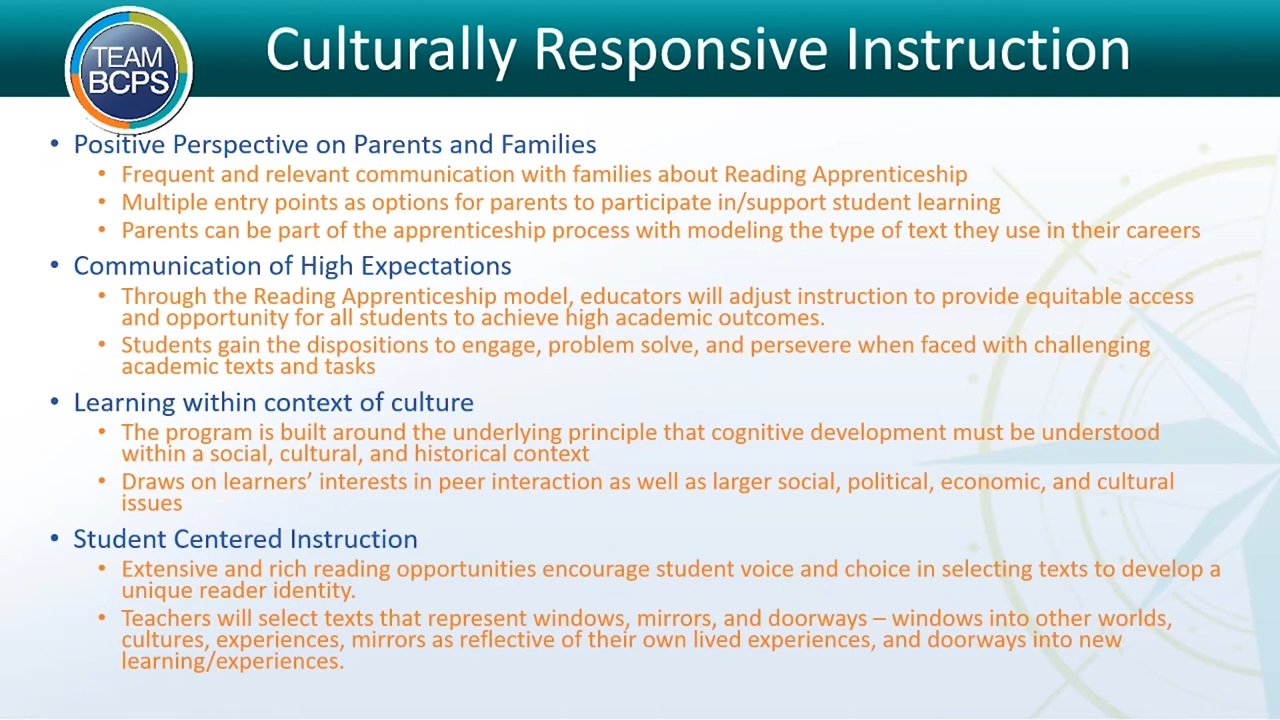 TEAM
BCPS
Culturally Responsive Instruction
• Positive Perspective on Parents and Families
• Frequent and relevant communication with families about Reading Apprenticeship
• Multiple entry points as options for parents to participate in/support student learning
• Parents can be part of the apprenticeship process with modeling the type of text they use in their careers
• Communication of High Expectations
• Through the Reading Apprenticeship model, educators will adjust instruction to provide equitable access
and opportunity for all students to achieve high academic outcomes.
• Students gain the dispositions to engage, problem solve, and persevere when faced with challenging
academic texts and tasks
• Learning within context of culture
• The program is built around the underlying principle that cognitive development must be understood
within a social, cultural, and historical context
• Draws on learners’ interests in peer interaction as well as larger social, political, economic, and cultural
issues
• Student Centered Instruction
• Extensive and rich reading opportunities encourage student voice and choice in selecting texts to develop a
unique reader identity.
• Teachers will select texts that represent windows, mirrors, and doorways – windows into other worlds,
cultures, experiences, mirrors as reflective of their own lived experiences, and doorways into new
learning/experiences.